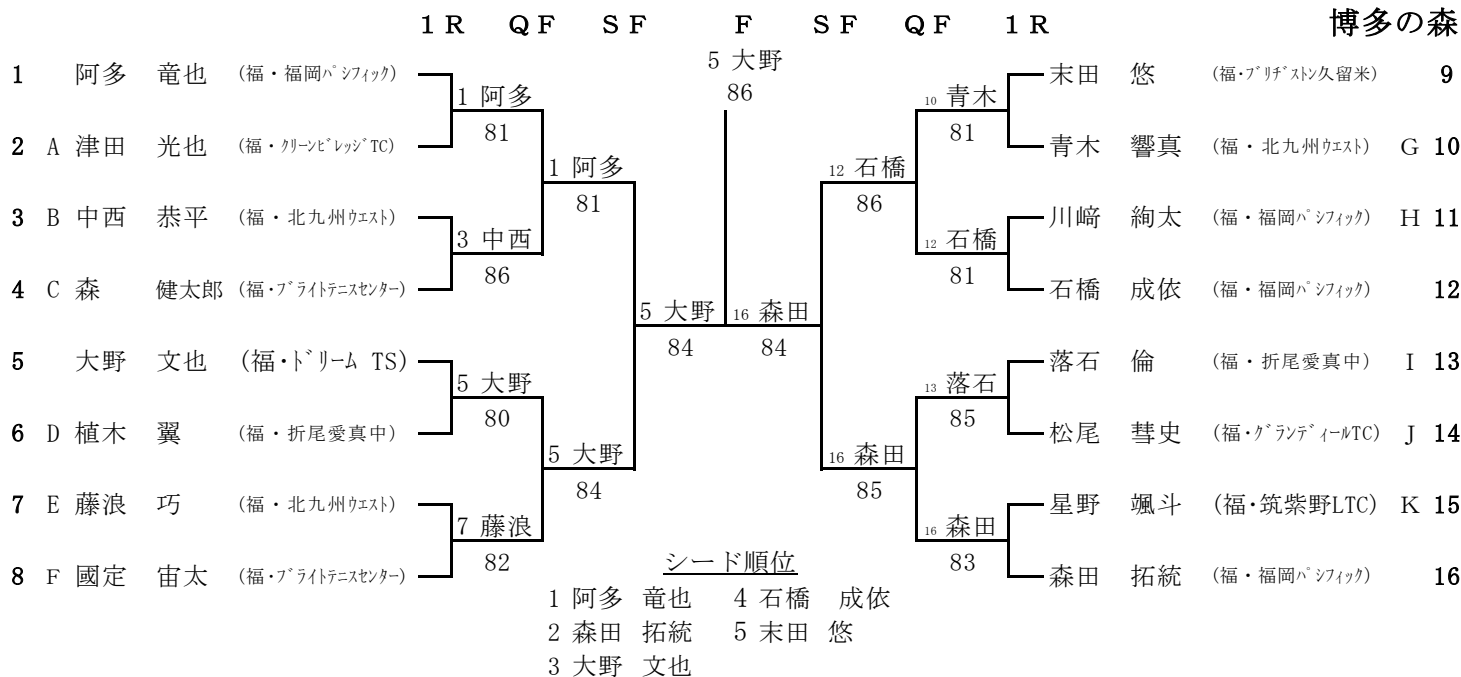 1R QF SF F SF QF 1R 博多の森
5 大野
86
1 阿多 竜也 (福・福岡パシフィック)
1 阿多
81
2 A 津田 光也 (福・グリーンビレッジTC)
1 阿多
81
3 B 中西 恭平 (福・北九州ウエスト)
3 中西
86
4 C 森 健太郎 (福・ブライトテニスセンター)
5 大野
84
5 大野 文也 (福・ドリーム TS)
5 大野
80
6 D 植木 翼 (福・折尾愛真中)
5 大野
84
7 E 藤浪 巧 (福・北九州ウエスト)
7 藤浪
82
8 F 國定 宙太 (福・ブライトテニスセンター)
末田 悠 (福・ブリヂストン久留米) 9
10 青木
81
青木 響真 (福・北九州ウエスト) G 10
12 石橋
86
川﨑 絢太 (福・福岡パシフィック) H 11
12 石橋
81
石橋 成依 (福・福岡パシフィック) 12
16 森田
84
落石 倫 (福・折尾愛真中) I 13
13 落石
85
松尾 彗史 (福・グランディールTC) J 14
16 森田
85
星野 颯斗 (福・筑紫野LTC) K 15
16 森田
83
森田 拓統 (福・福岡パシフィック) 16
シード順位
1 阿多 竜也 4 石橋 成依
2 森田 拓統 5 末田 悠
3 大野 文也